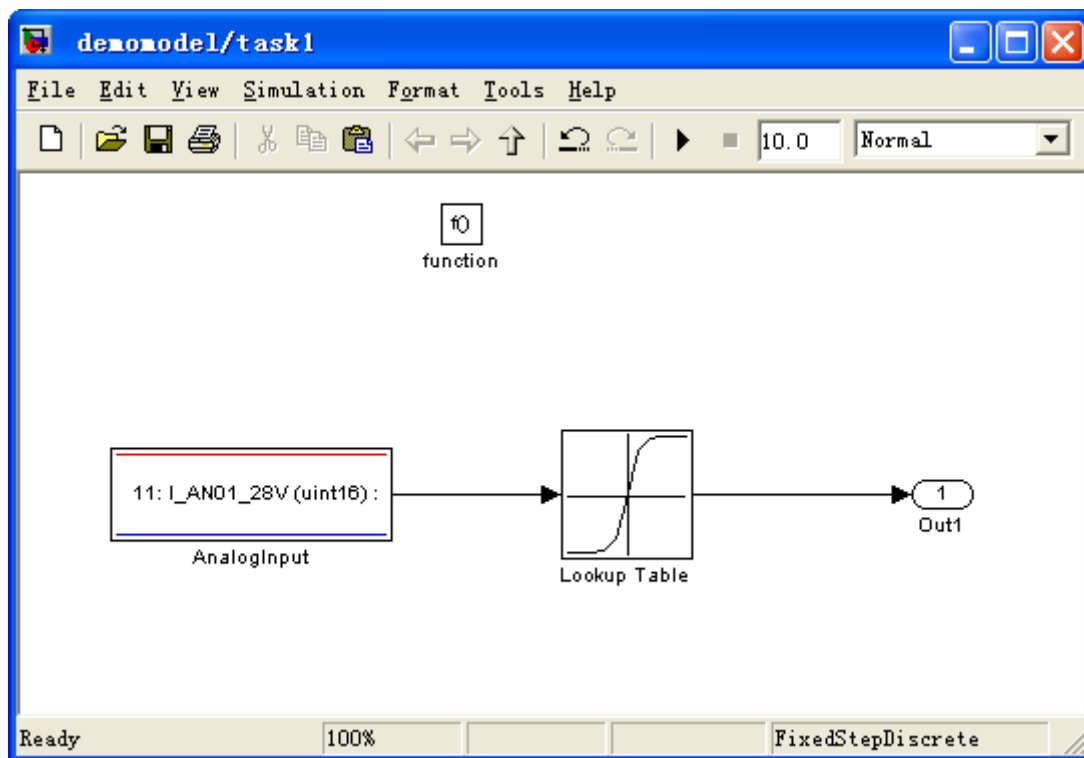 demomodel/task1
File Edit View Simulation Format Tools Help
10.0 Normal
f()
function
11: I_AN01_28V (uint16) :
AnalogInput
Lookup Table
1
Out1
Ready 100% FixedStepDiscrete